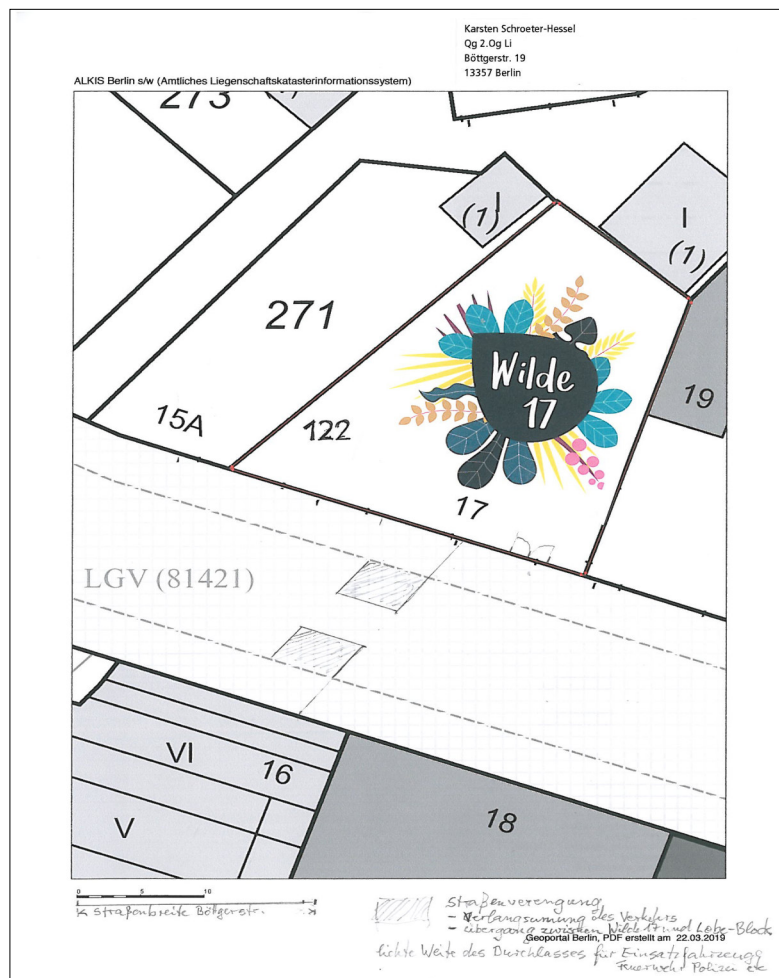 Karsten Schroeter-Hessel
Qg 2.Og Li
Böttgerstr. 19
13357 Berlin
ALKIS Berlin s/w (Amtliches Liegenschaftskatasterinformationssystem)
273
I
(1)
I
(1)
271
Wilde
17
19
15A
122
17
LGV (81421)
VI
16
V
18
0 5 10
Straßenbreite Böttgerstr.
Straßenverengung
- Verlangsamung des Verkehrs
- Übergang zwischen Wilde 17 und Lobe-Block
Geoportal Berlin, PDF erstellt am 22.03.2019
lichte Weite des Durchlasses für Einsatzfahrzeuge
Feuerwehr Polizei etc